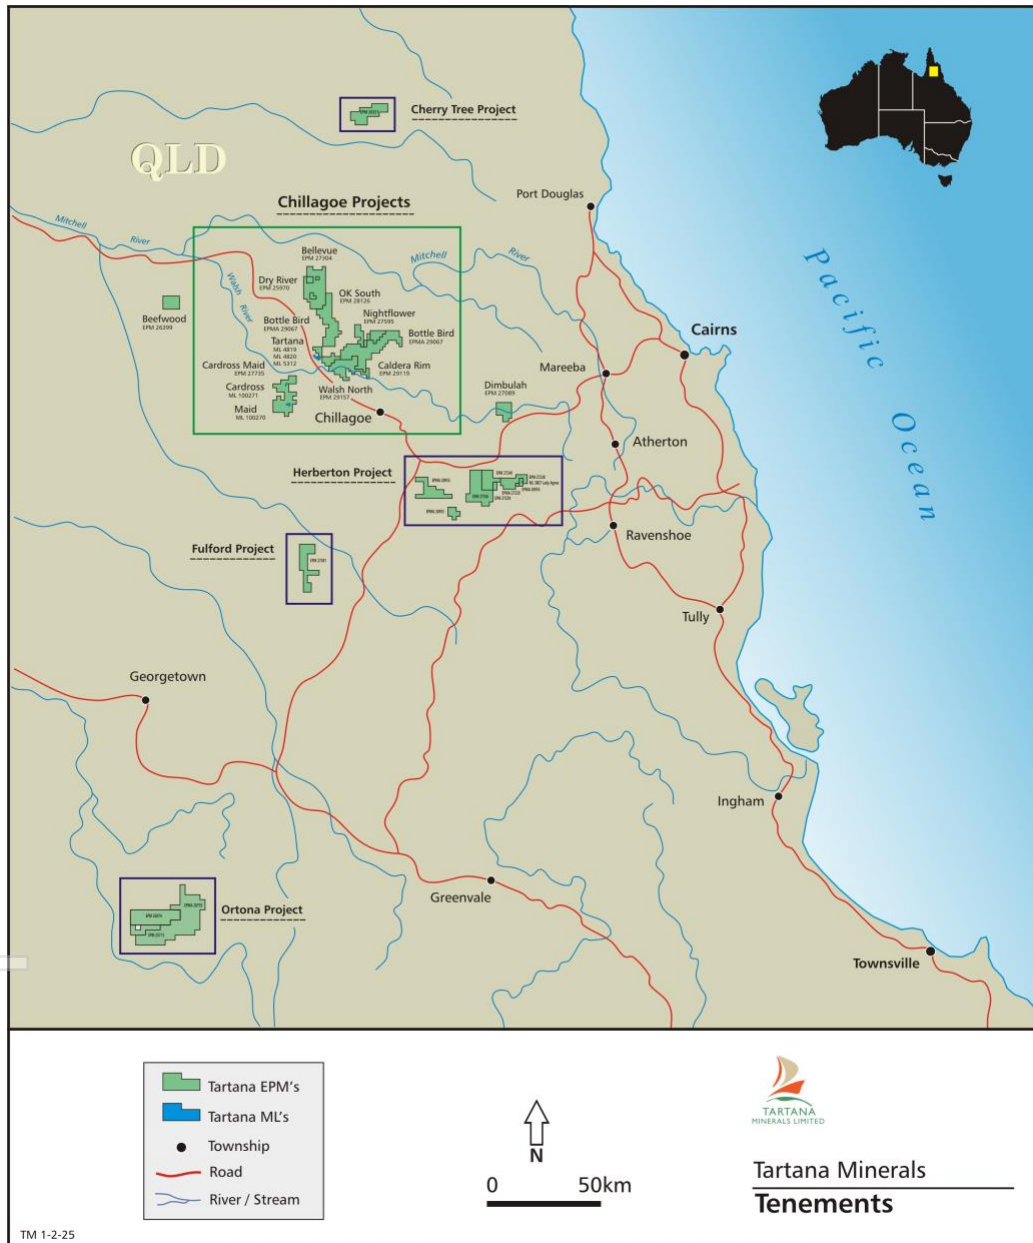 Cherry Tree Project
QLD
Port Douglas
Chillagoe Projects
Mitchell
River
Mitchell
River
Walsh
River
Bellevue
EPM 27304
Dry River
EPM 25970
OK South
EPM 28126
Nightflower
EPM 27595
Bottle Bird
EPMA 29067
Bottle Bird
EPMA 29067
Beefwood
EPM 26399
Tartana
ML 4819
ML 4820
ML 5312
Cardross Maid
EPM 27735
Caldera Rim
EPM 29119
Cardross
ML 100271
Walsh North
EPM 29157
Maid
ML 100270
Chillagoe
Dimbulah
EPM 27089
Cairns
Mareeba
Atherton
Pacific
Ocean
Herberton Project
Ravenshoe
Fulford Project
Tully
Georgetown
Ingham
Greenvale
Ortona Project
Townsville
Tartana EPM's
Tartana ML's
Township
Road
River / Stream
N
0 50km
TARTANA
MINERALS LIMITED
Tartana Minerals
Tenements
TM 1-2-25